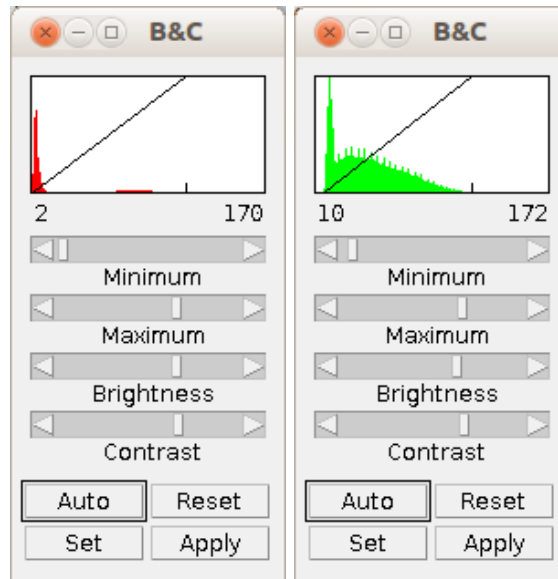 B&C
2 170
Minimum
Maximum
Brightness
Contrast
Auto Reset
Set Apply
B&C
10 172
Minimum
Maximum
Brightness
Contrast
Auto Reset
Set Apply